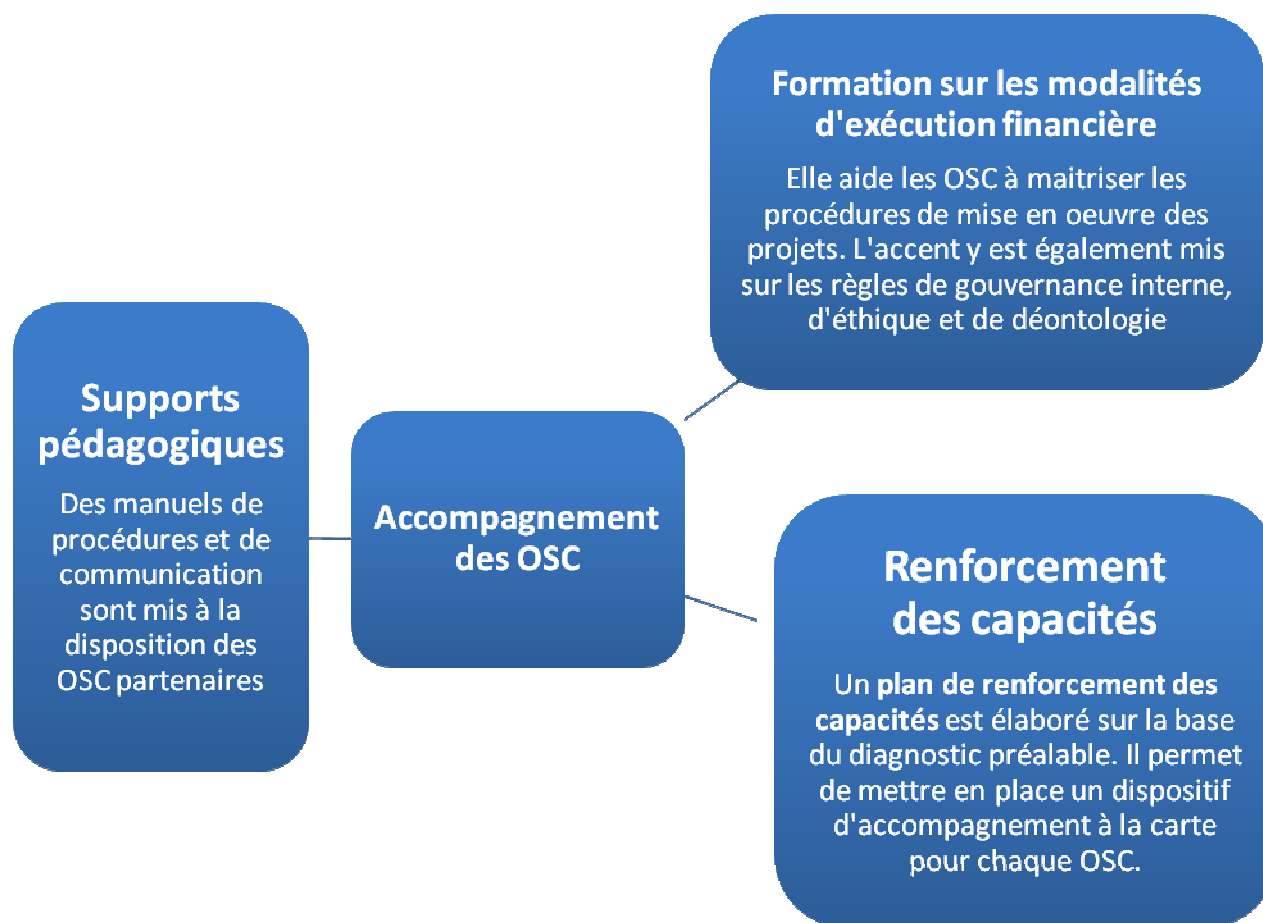 Formation sur les modalités
d'exécution financière
Elle aide les OSC à maitriser les
procédures de mise en oeuvre des
projets. L'accent y est également mis
sur les règles de gouvernance interne,
d'éthique et de déontologie
Supports
pédagogiques
Des manuels de
procédures et de
communication
sont mis à la
disposition des
OSC partenaires
Accompagnement
des OSC
Renforcement
des capacités
Un plan de renforcement des
capacités est élaboré sur la base
du diagnostic préalable. Il permet
de mettre en place un dispositif
d'accompagnement à la carte
pour chaque OSC.